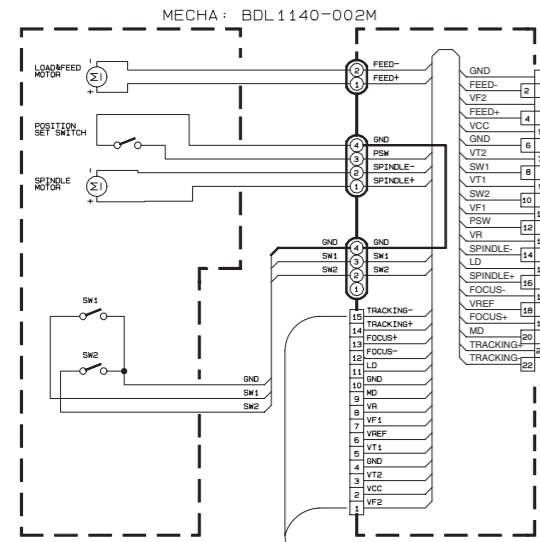 MECHA: BDL1140-002M
LOAD&FEED
MOTOR
-
M
+
2
FEED-
1
FEED+
POSITION
SET SWITCH
SPINDLE
MOTOR
-
M
+
4
GND
3
PSW
2
SPINDLE-
1
SPINDLE+
GND
4
GND
SW1
3
SW1
SW2
2
SW2
1
SW1
SW2
GND
SW1
SW2
15
TRACKING-
14
TRACKING+
13
FOCUS+
12
FOCUS-
11
LD
10
GND
9
MD
8
VR
7
VF1
6
VREF
5
VT1
4
GND
3
VT2
2
VCC
1
VF2
GND
FEED-
2
VF2
FEED+
4
VCC
GND
6
VT2
SW1
8
VT1
SW2
10
VF1
PSW
12
VR
SPINDLE-
14
LD
SPINDLE+
16
FOCUS-
VREF
18
FOCUS+
MD
20
TRACKING+
TRACKING-
22